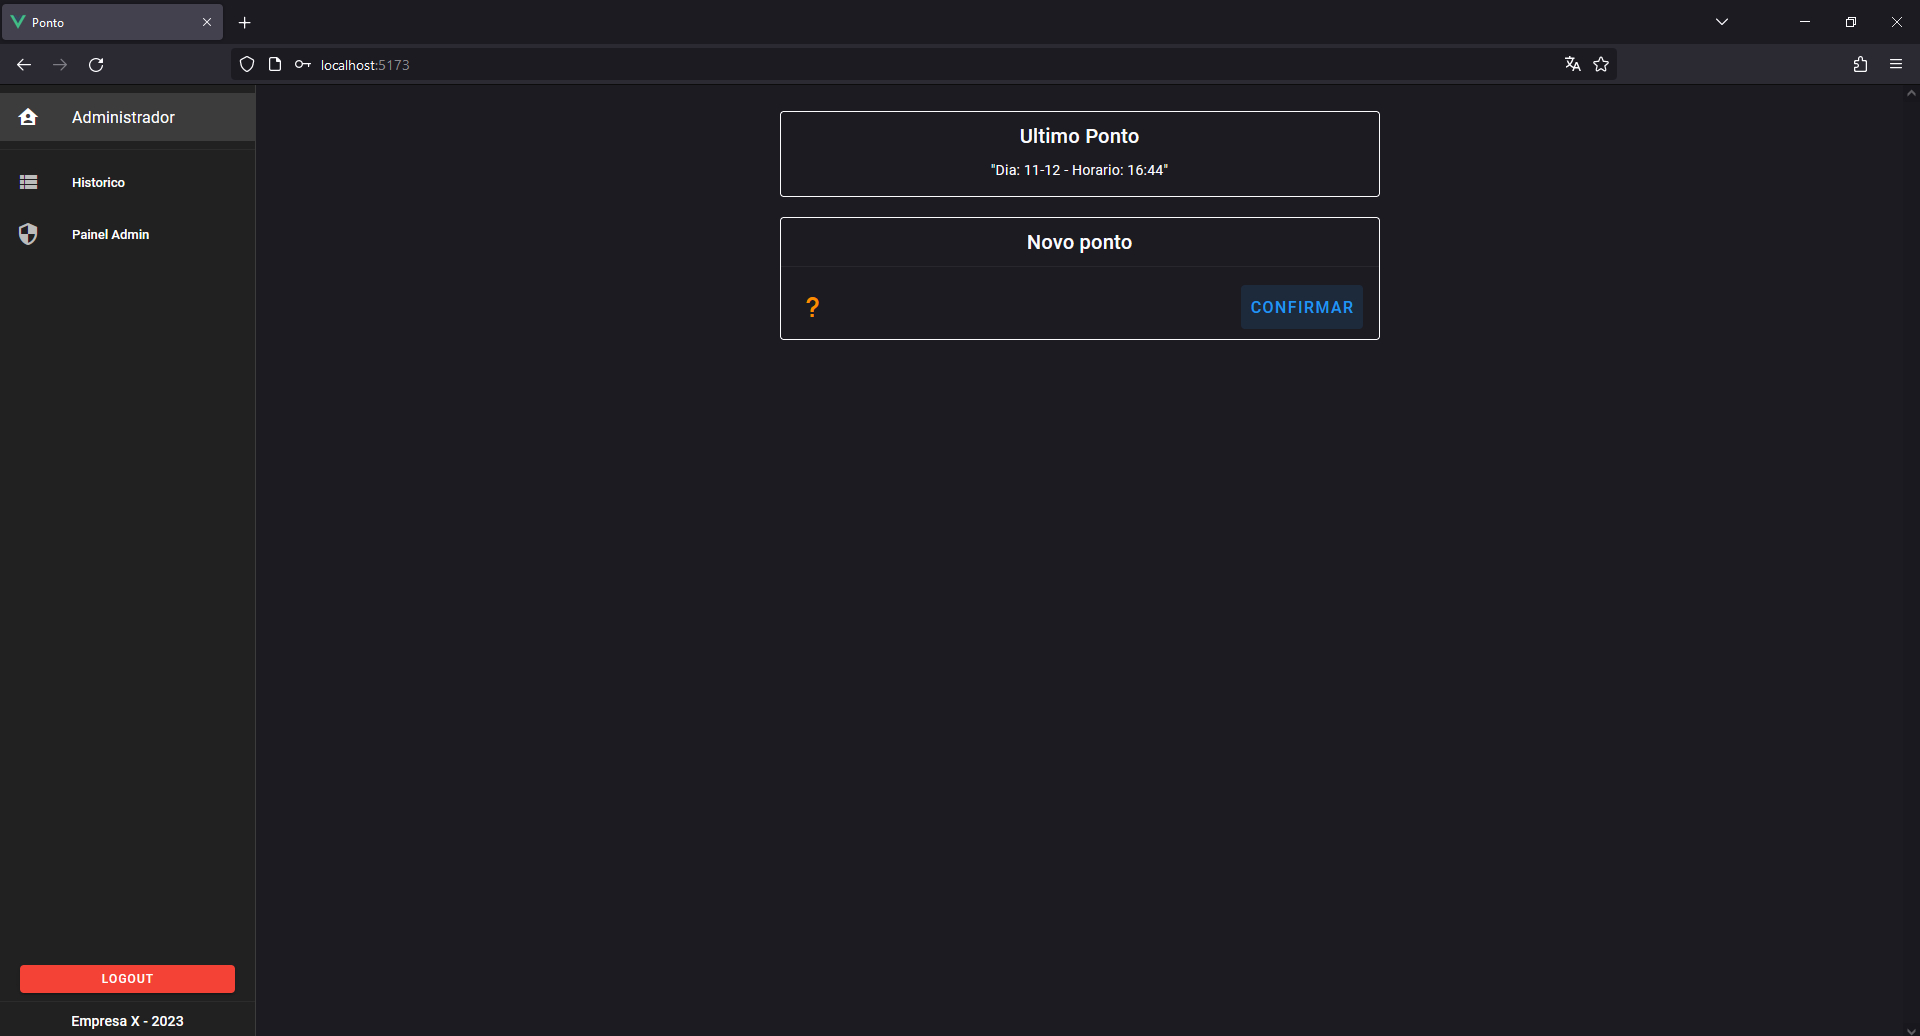 Ponto
localhost:5173
Administrador
Historico
Painel Admin
LOGOUT
Empresa X - 2023
Ultimo Ponto
"Dia: 11-12 - Horario: 16:44"
Novo ponto
?
CONFIRMAR